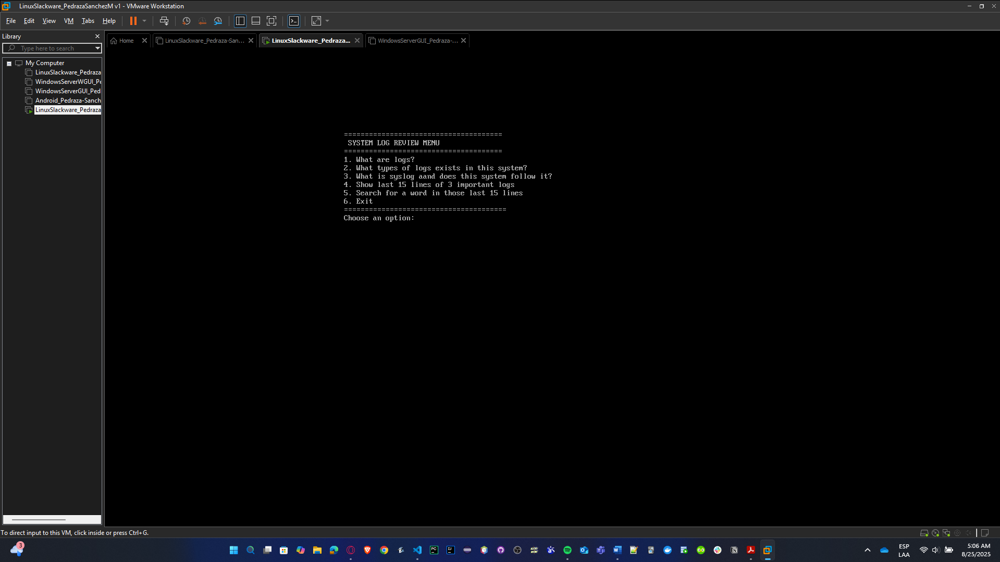 LinuxSlackware_PedrazaSanchezM v1 - VMware Workstation
File Edit View VM Tabs Help
Library
Type here to search
My Computer
LinuxSlackware_Pedraza
WindowsServerWGUI_Pe
WindowsServerGUI_Ped
Android_Pedraza-Sanch
LinuxSlackware_Pedraza
Home LinuxSlackware_Pedraza-San... LinuxSlackware_Pedraza... WindowsServerGUI_Pedraza-...
======================================
SYSTEM LOG REVIEW MENU
======================================
1. What are logs?
2. What types of logs exists in this system?
3. What is syslog aand does this system follow it?
4. Show last 15 lines of 3 important logs
5. Search for a word in those last 15 lines
6. Exit
=======================================
Choose an option:
To direct input to this VM, click inside or press Ctrl+G.
3
PC
IJ
ESP
LAA
5:06 AM
8/25/2025